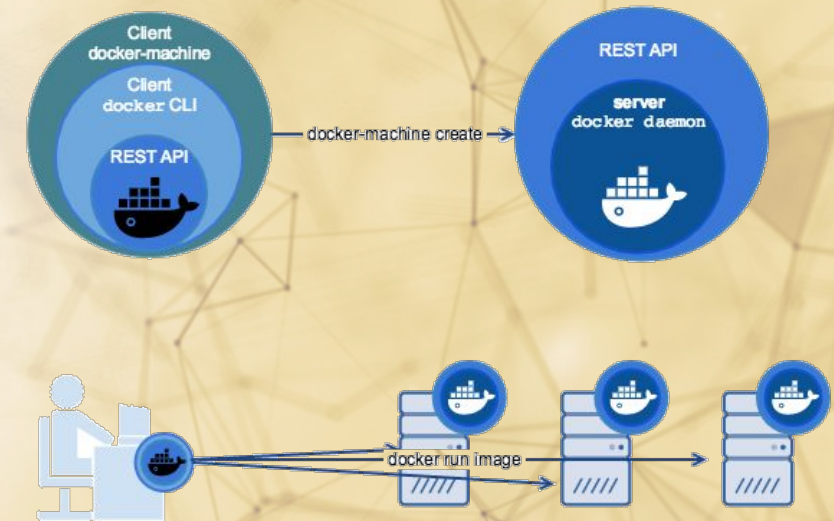 Client
docker-machine
Client
docker CLI
REST API
docker-machine create
REST API
server
docker daemon
docker run image